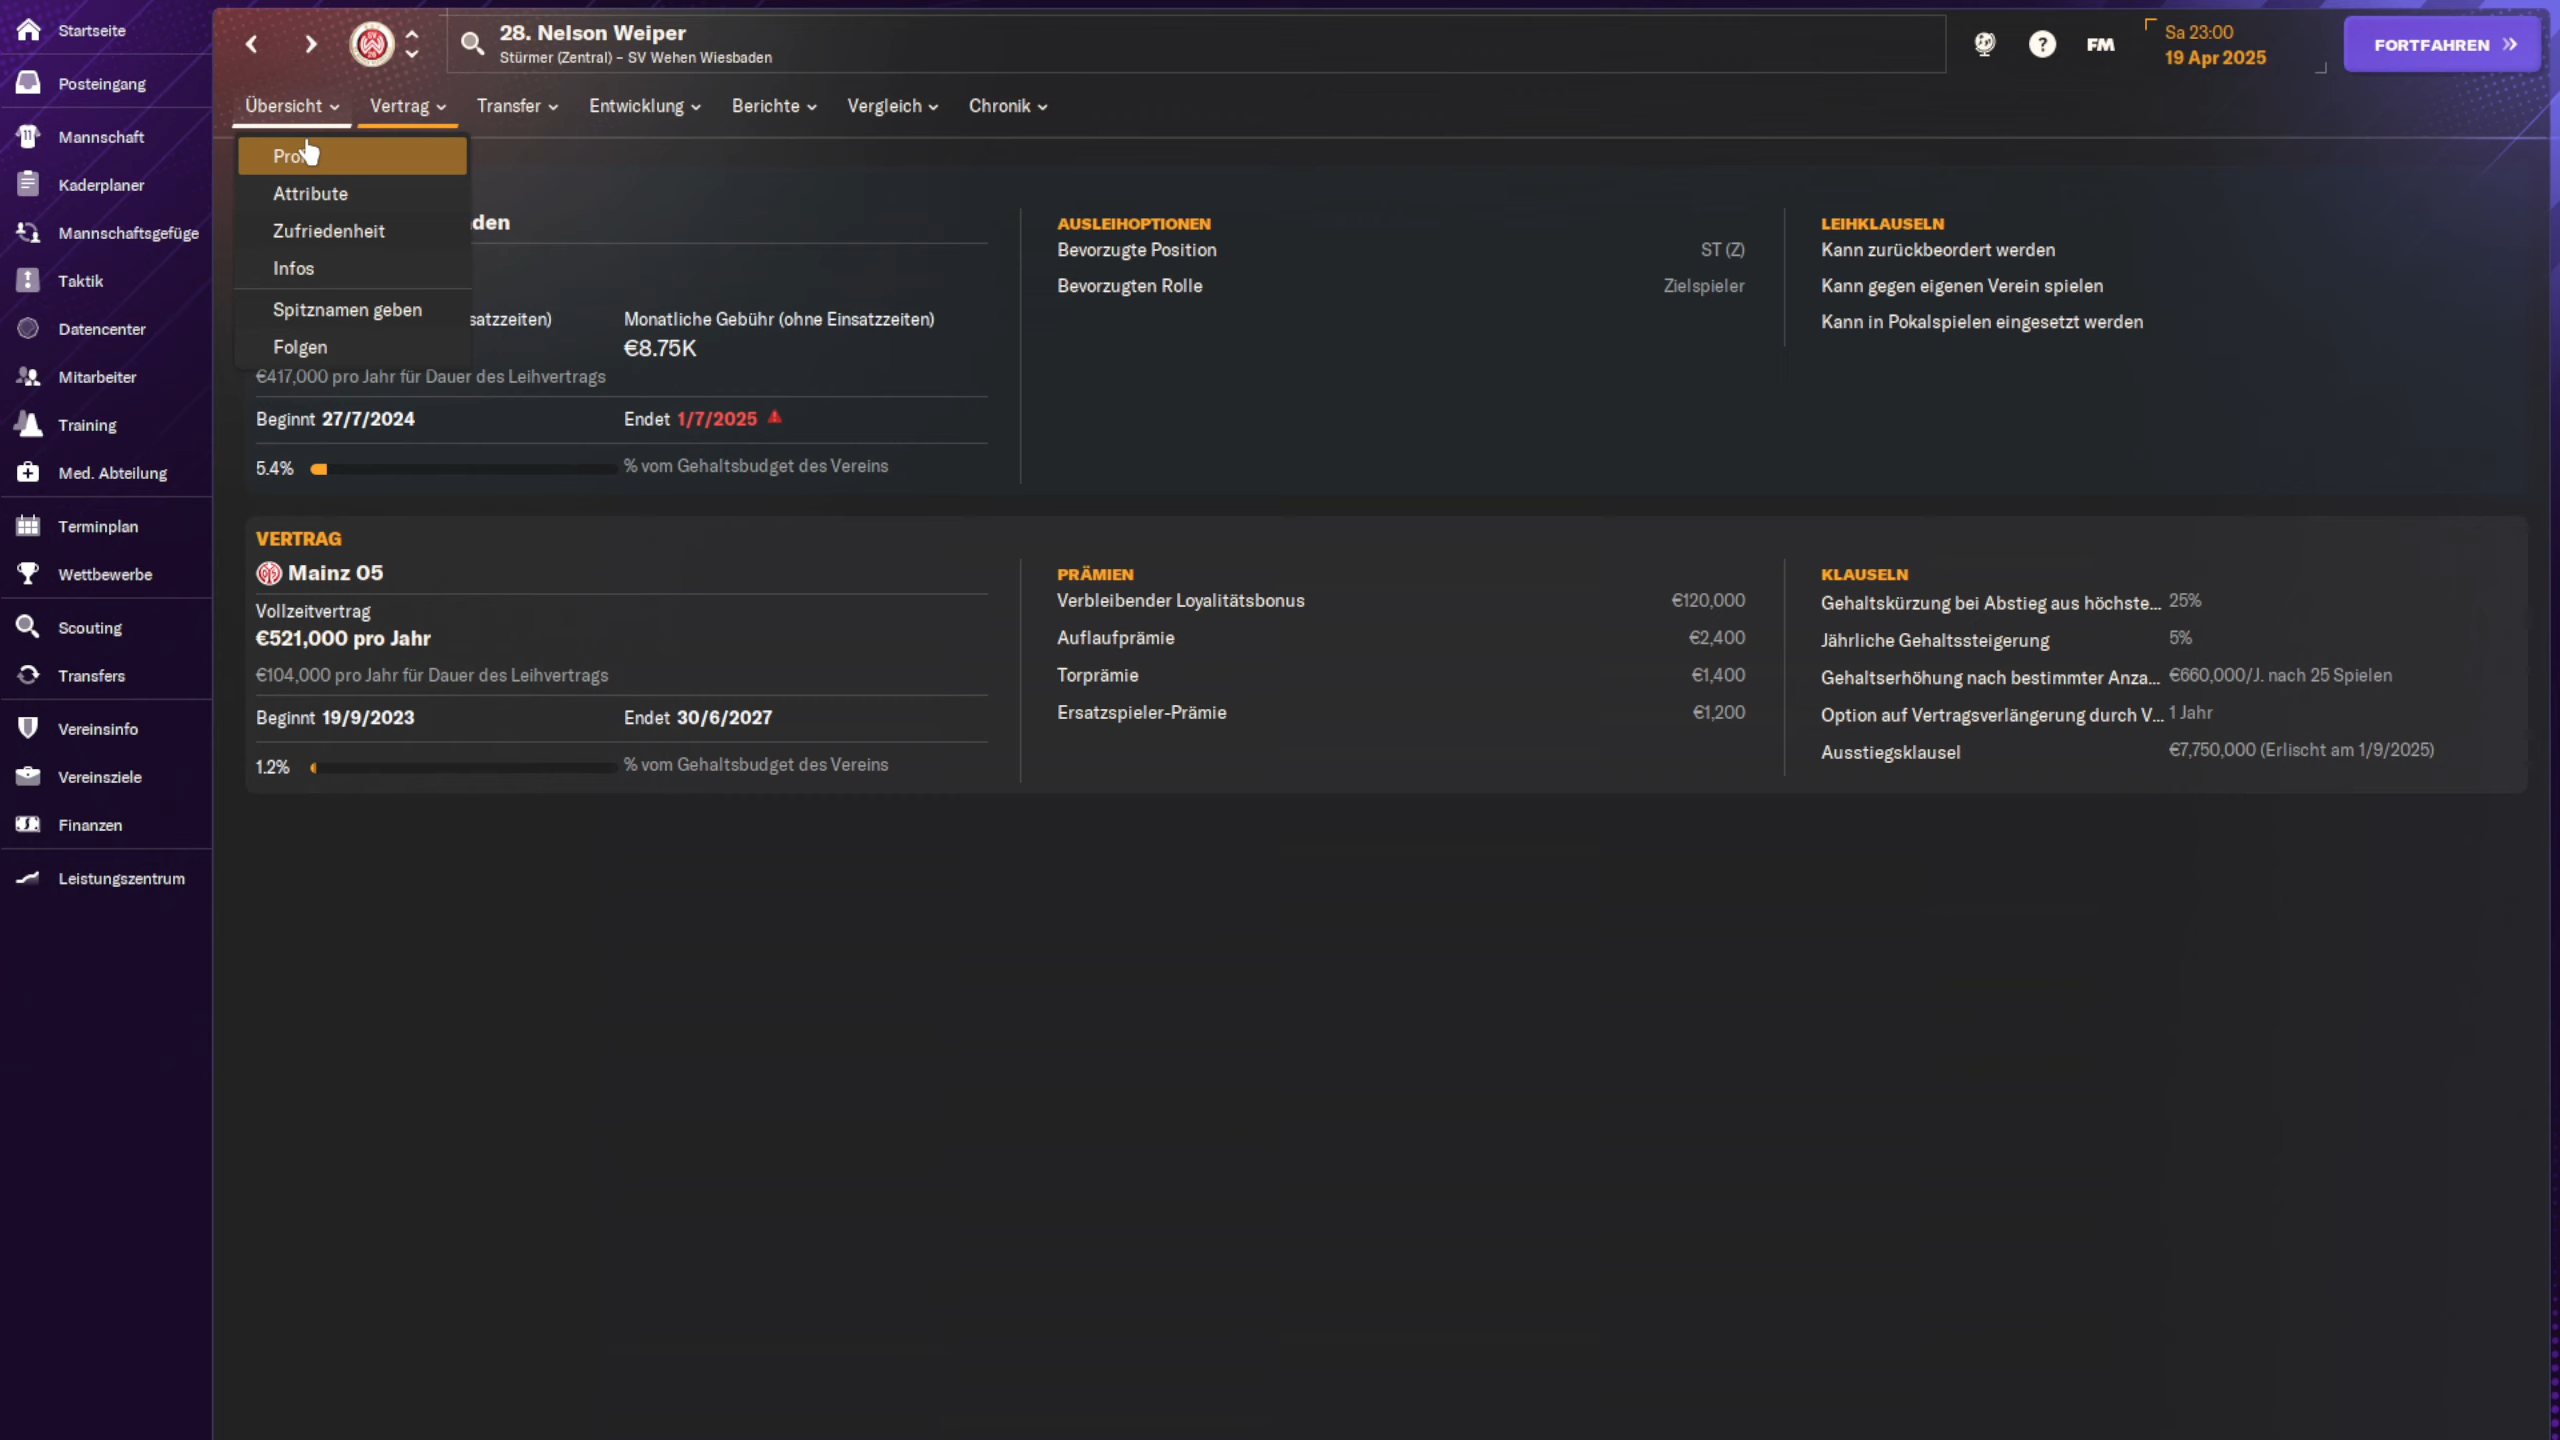 Startseite
Posteingang
Mannschaft
Kaderplaner
Mannschaftsgefüge
Taktik
Datencenter
Mitarbeiter
Training
Med. Abteilung
Terminplan
Wettbewerbe
Scouting
Transfers
Vereinsinfo
Vereinsziele
Finanzen
Leistungszentrum
28. Nelson Weiper
Stürmer (Zentral) - SV Wehen Wiesbaden
FM
Sa 23:00
19 Apr 2025
FORTFAHREN
Übersicht Vertrag Transfer Entwicklung Berichte Vergleich Chronik
Attribute
Zufriedenheit
Infos
Spitznamen geben
Folgen
den
satzzeiten)
Monatliche Gebühr (ohne Einsatzzeiten)
€8.75K
€417,000 pro Jahr für Dauer des Leihvertrags
Beginnt 27/7/2024
Endet 1/7/2025
5.4%
% vom Gehaltsbudget des Vereins
AUSLEIHOPTIONEN
Bevorzugte Position ST (Z)
Bevorzugten Rolle Zielspieler
LEIHKLAUSELN
Kann zurückbeordert werden
Kann gegen eigenen Verein spielen
Kann in Pokalspielen eingesetzt werden
VERTRAG
Mainz 05
Vollzeitvertrag
€521,000 pro Jahr
€104,000 pro Jahr für Dauer des Leihvertrags
Beginnt 19/9/2023
Endet 30/6/2027
1.2%
% vom Gehaltsbudget des Vereins
PRÄMIEN
Verbleibender Loyalitätsbonus €120,000
Auflaufprämie €2,400
Torprämie €1,400
Ersatzspieler-Prämie €1,200
KLAUSELN
Gehaltskürzung bei Abstieg aus höchste... 25%
Jährliche Gehaltssteigerung 5%
Gehaltserhöhung nach bestimmter Anza... €660,000/J. nach 25 Spielen
Option auf Vertragsverlängerung durch V... 1 Jahr
Ausstiegsklausel €7,750,000 (Erlischt am 1/9/2025)